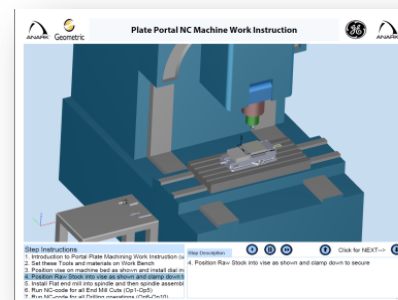 ANARK
Geometric
Plate Portal NC Machine Work Instruction
GE
ANARK
Step Instructions
1. Introduction to Portal Plate Machining Work Instruction
2. Set these Tools and materials on Work Bench
3. Position vise on machine bed as shown and install dial in
4. Position Raw Stock into vise as shown and clamp down t
5. Install Flat end mill into spindle and then spindle assembl
6. Run NC-code for all End Mill Cuts (Op1-Op5)
7. Run NC-code for all Drilling operations (Op6-Op10)
Step Description
Click for NEXT-->
4. Position Raw Stock into vise as shown and clamp down to secure